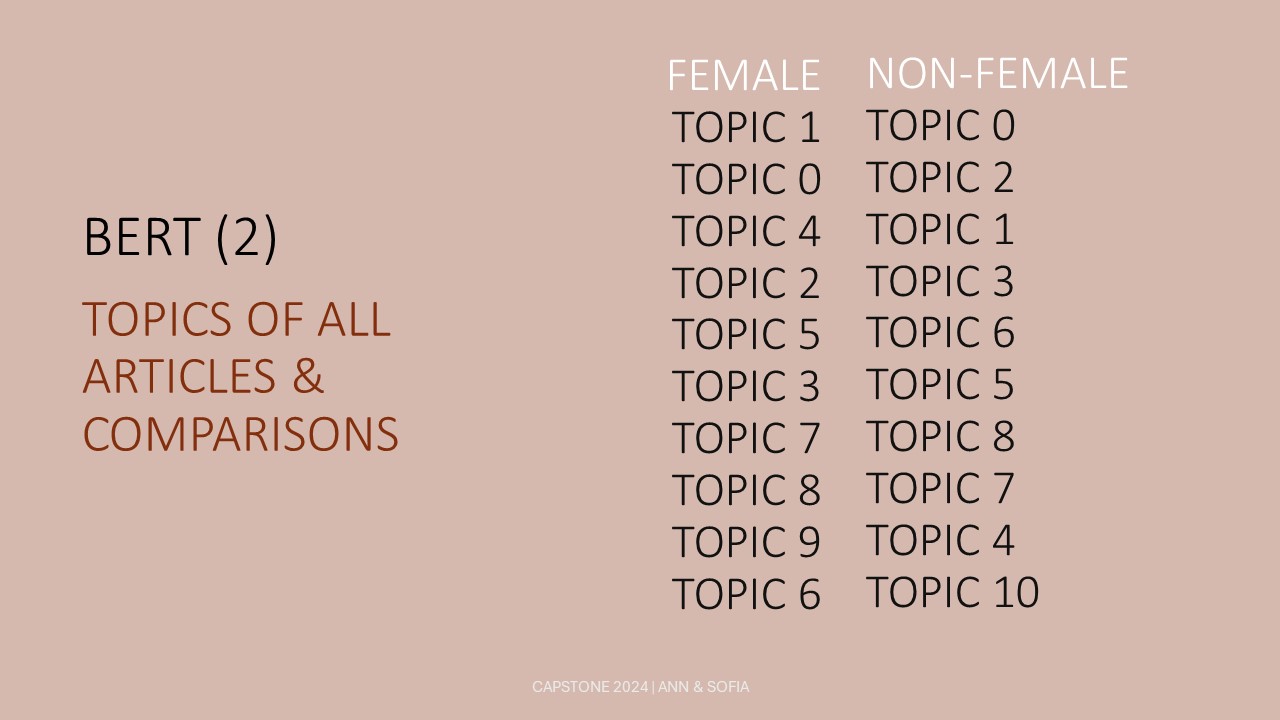 BERT (2)
TOPICS OF ALL
ARTICLES &
COMPARISONS
FEMALE
TOPIC 1
TOPIC 0
TOPIC 4
TOPIC 2
TOPIC 5
TOPIC 3
TOPIC 7
TOPIC 8
TOPIC 9
TOPIC 6
NON-FEMALE
TOPIC 0
TOPIC 2
TOPIC 1
TOPIC 3
TOPIC 6
TOPIC 5
TOPIC 8
TOPIC 7
TOPIC 4
TOPIC 10
CAPSTONE 2024 | ANN & SOFIA